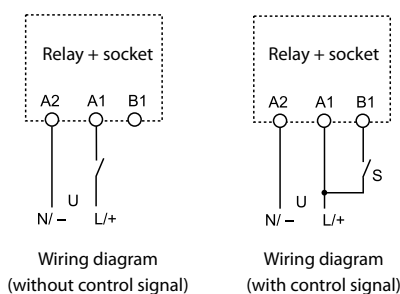 Relay + socket
A2 A1 B1
U
N/ – L/+
Wiring diagram
(without control signal)
Relay + socket
A2 A1 B1
S
U
N/ – L/+
Wiring diagram
(with control signal)